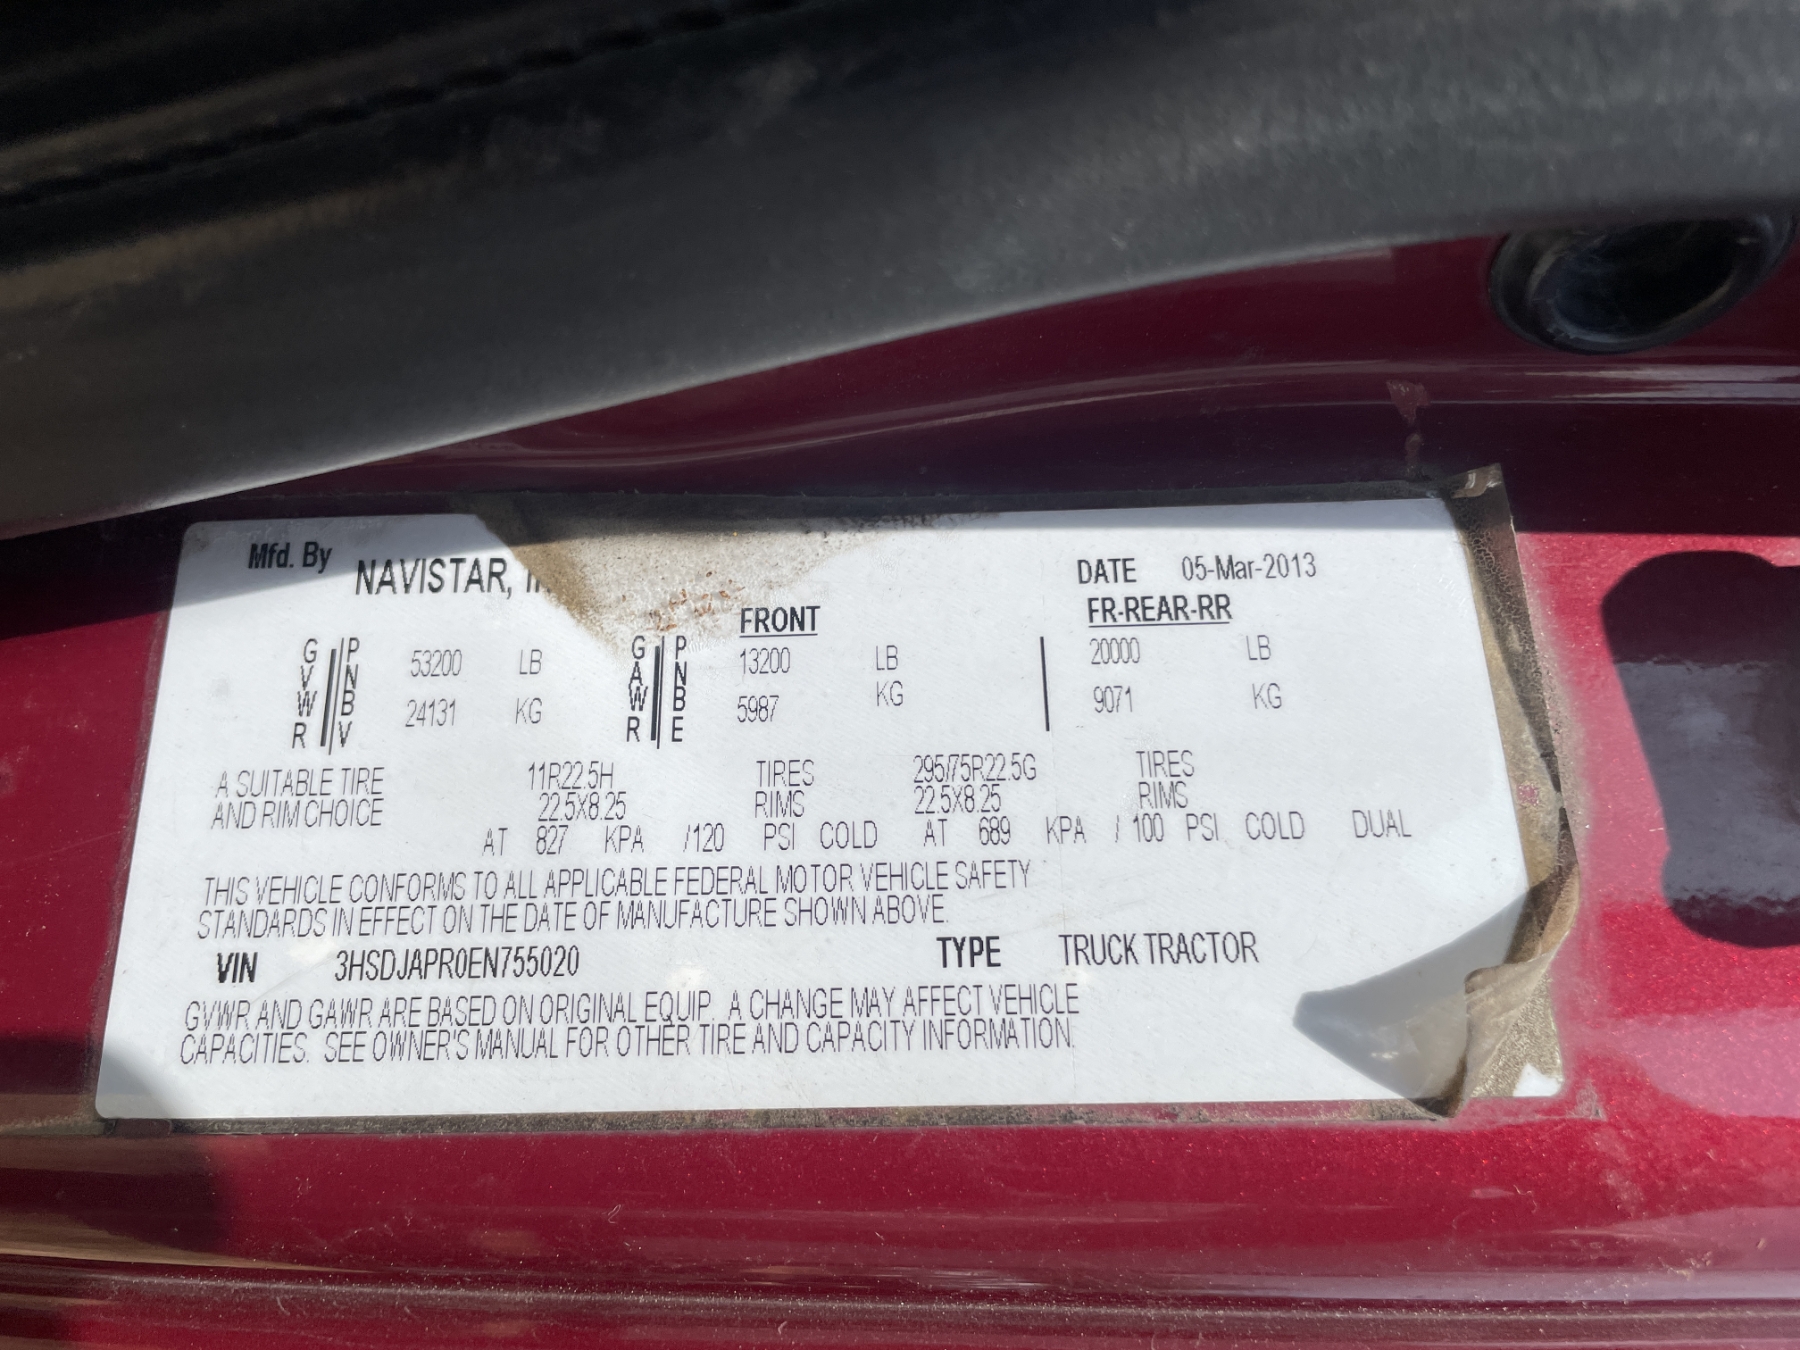 Mfd. By NAVISTAR, DATE 05-Mar-2013
FRONT FR-REAR-RR
GVWR PNBV 53200 LB GAWR PNBE 13200 LB 20000 LB
24131 KG 5987 KG 9071 KG
A SUITABLE TIRE 11R22.5H TIRES 295/75R22.5G TIRES
AND RIM CHOICE 22.5X8.25 RIMS 22.5X8.25 RIMS
AT 827 KPA /120 PSI COLD AT 689 KPA / 100 PSI COLD DUAL
THIS VEHICLE CONFORMS TO ALL APPLICABLE FEDERAL MOTOR VEHICLE SAFETY
STANDARDS IN EFFECT ON THE DATE OF MANUFACTURE SHOWN ABOVE.
VIN 3HSDJAPR0EN755020 TYPE TRUCK TRACTOR
GVWR AND GAWR ARE BASED ON ORIGINAL EQUIP. A CHANGE MAY AFFECT VEHICLE
CAPACITIES. SEE OWNER'S MANUAL FOR OTHER TIRE AND CAPACITY INFORMATION.